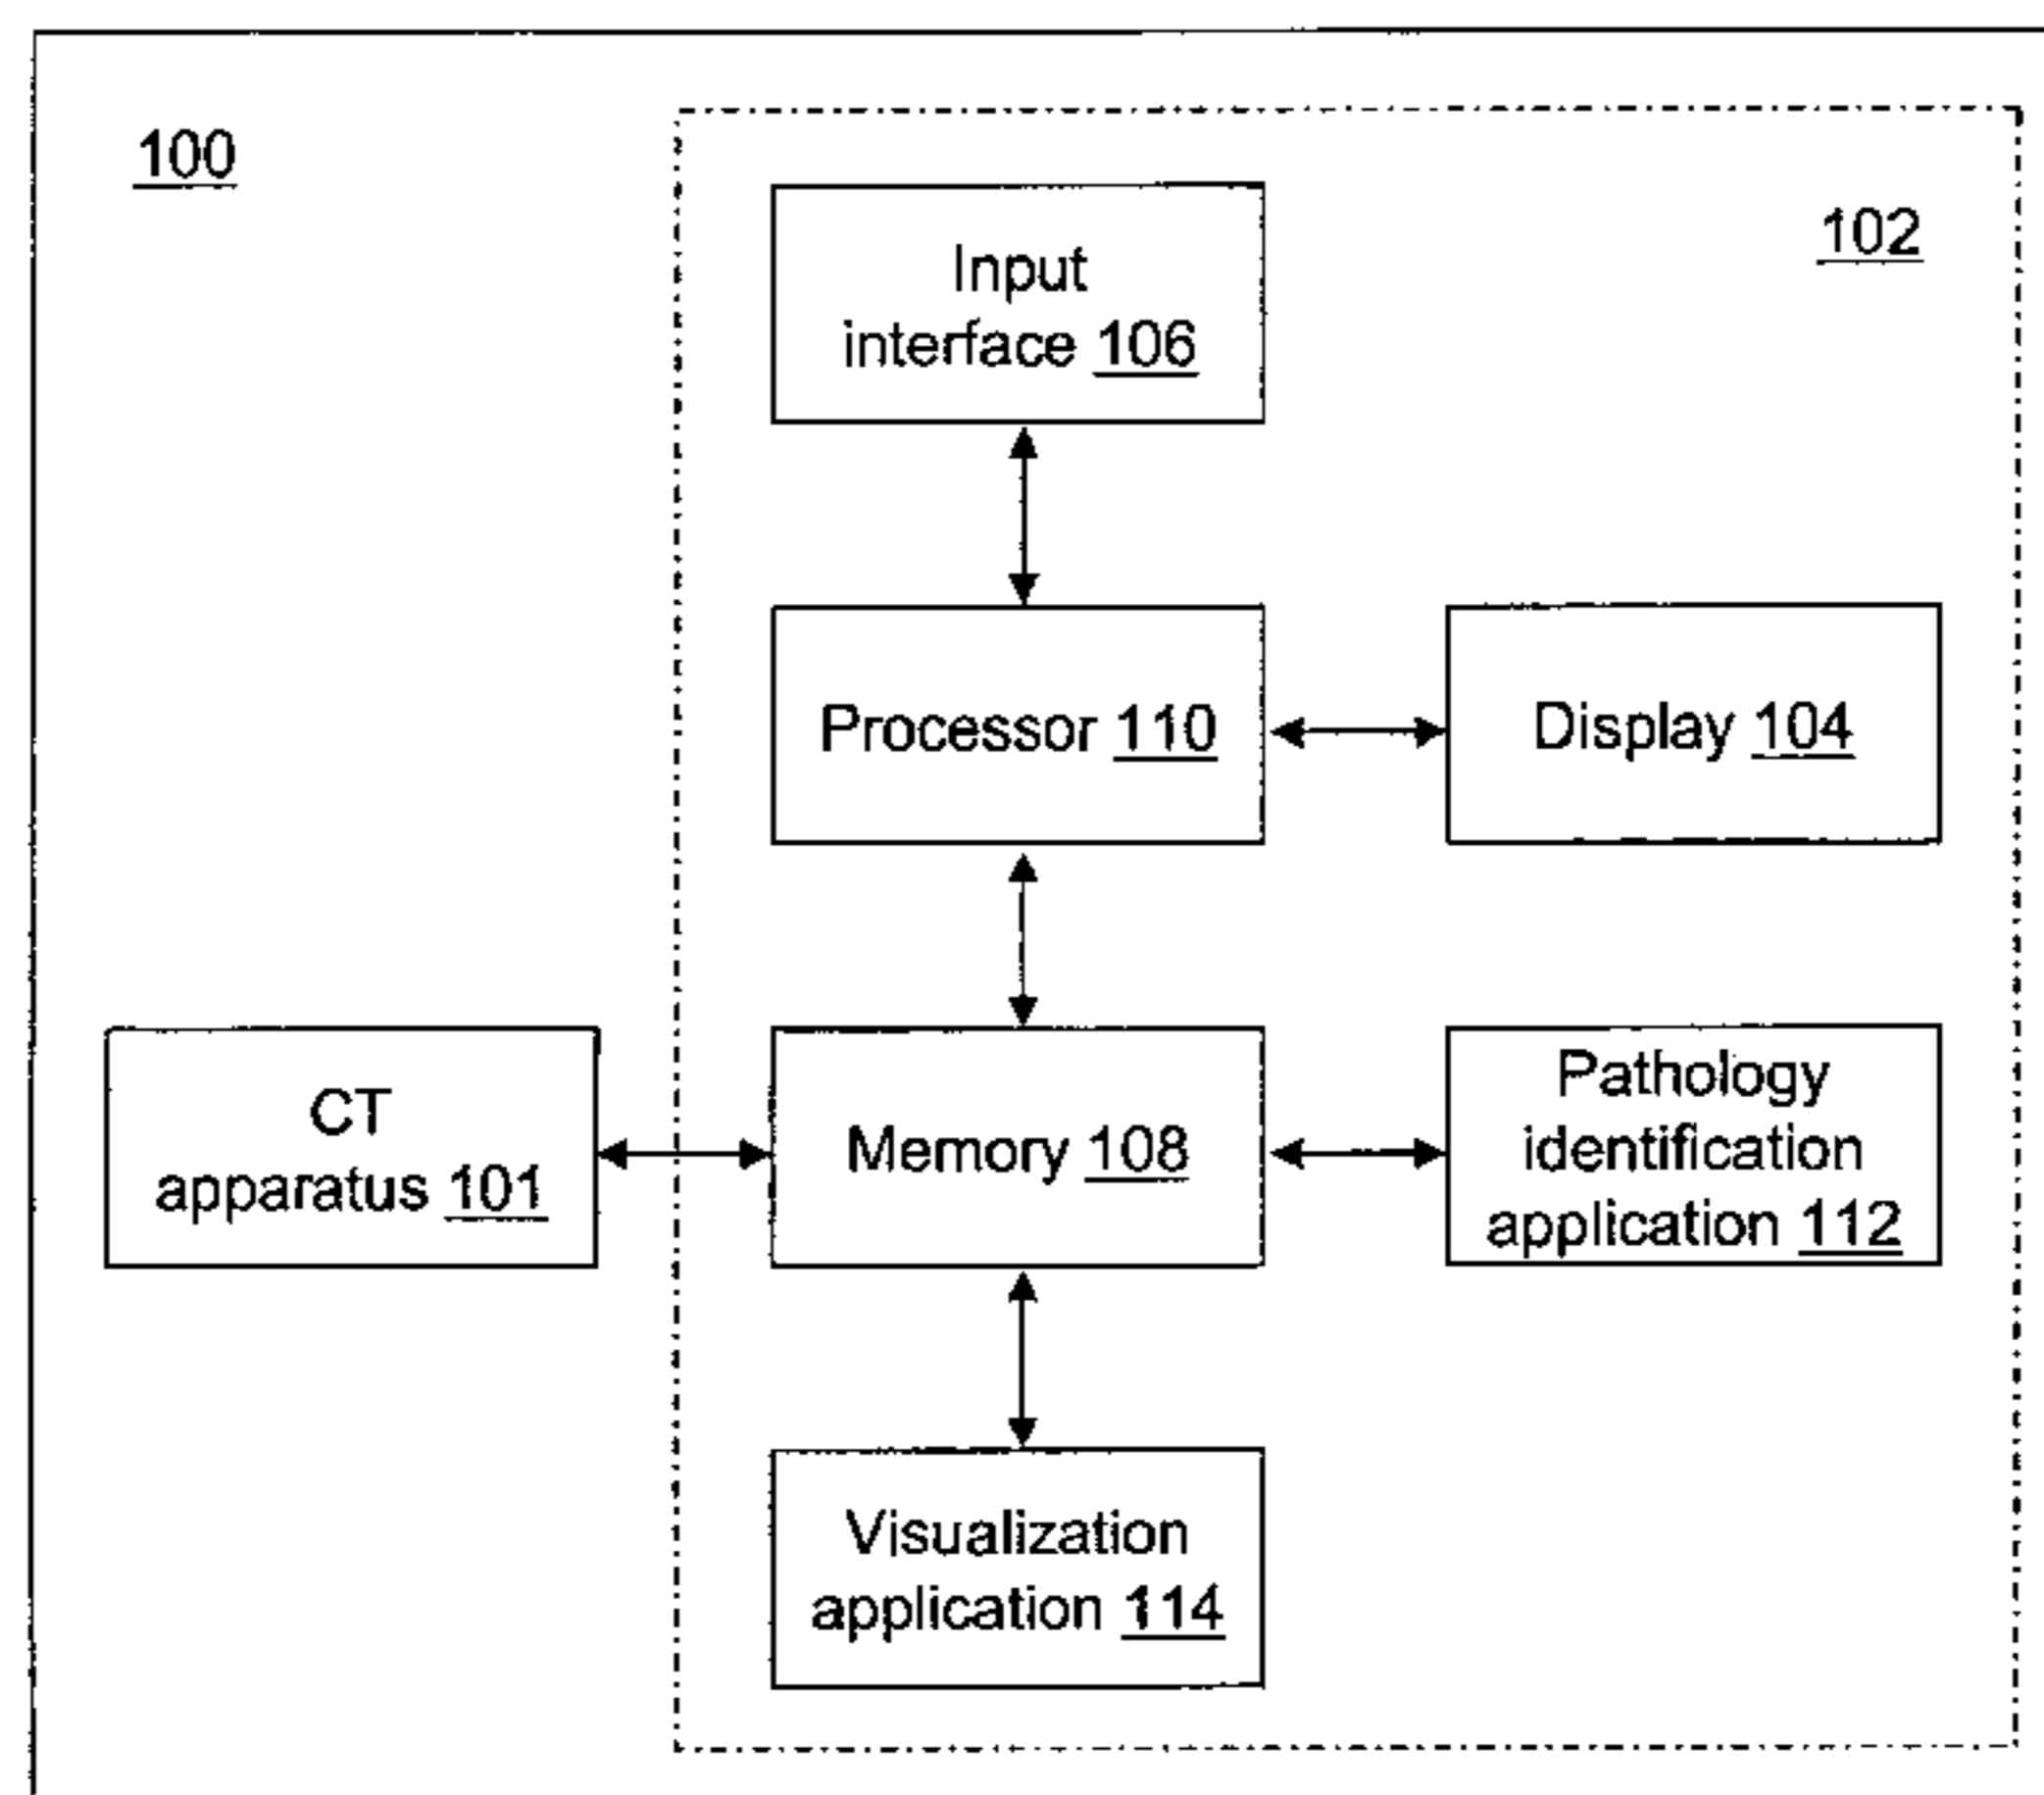 100
102
Input
interface 106
Processor 110
Display 104
CT
apparatus 101
Memory 108
Pathology
identification
application 112
Visualization
application 114